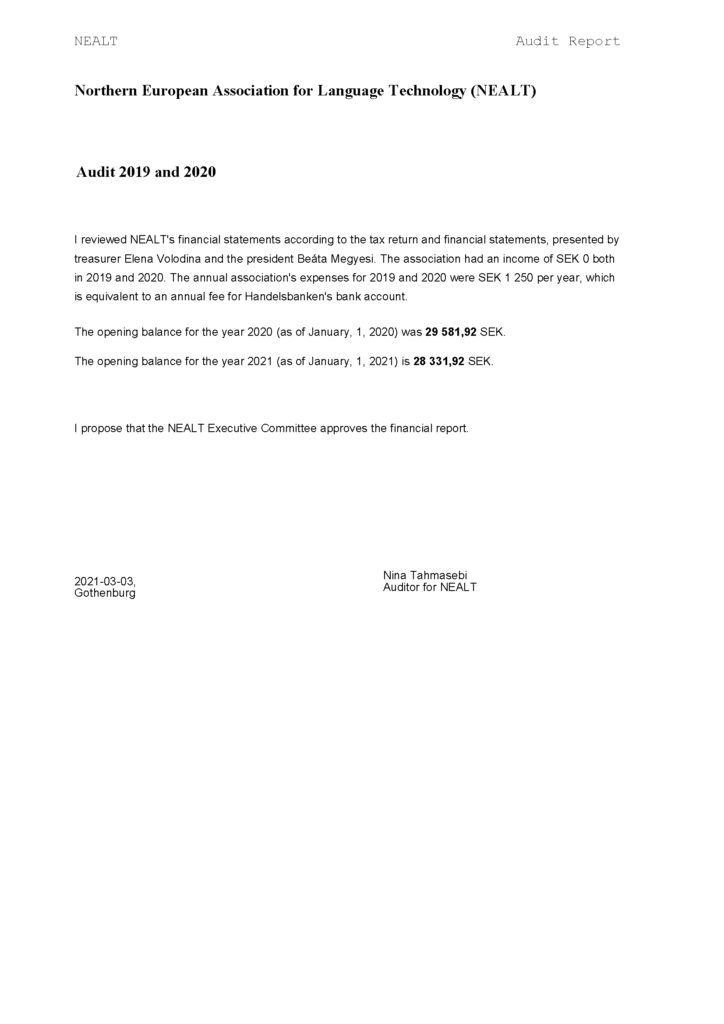 NEALT Audit Report
Northern European Association for Language Technology (NEALT)
Audit 2019 and 2020
I reviewed NEALT's financial statements according to the tax return and financial statements, presented by
treasurer Elena Volodina and the president Beáta Megyesi. The association had an income of SEK 0 both
in 2019 and 2020. The annual association's expenses for 2019 and 2020 were SEK 1 250 per year, which
is equivalent to an annual fee for Handelsbanken's bank account.
The opening balance for the year 2020 (as of January, 1, 2020) was 29 581,92 SEK.
The opening balance for the year 2021 (as of January, 1, 2021) is 28 331,92 SEK.
I propose that the NEALT Executive Committee approves the financial report.
2021-03-03,
Gothenburg
Nina Tahmasebi
Auditor for NEALT